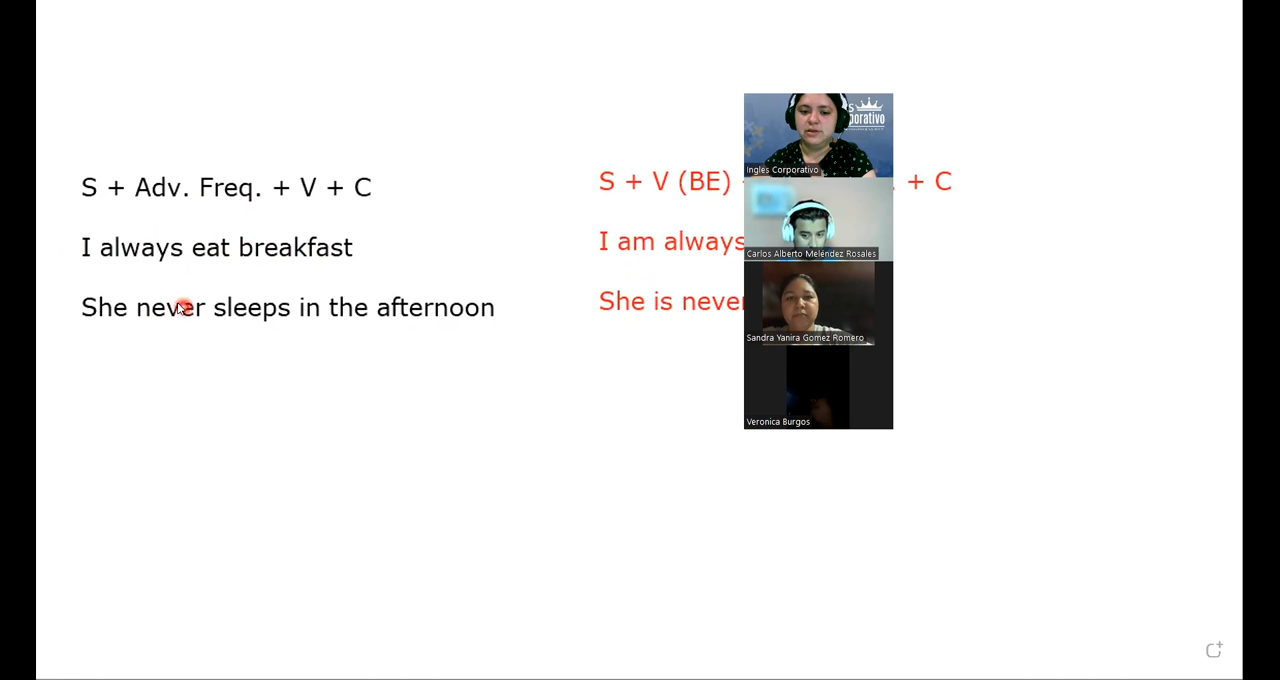 S + Adv. Freq. + V + C
I always eat breakfast
She never sleeps in the afternoon
S + V (BE) + C
I am always
She is never
Ingles Corporativo
Carlos Alberto Meléndez Rosales
Sandra Yanira Gomez Romero
Veronica Burgos